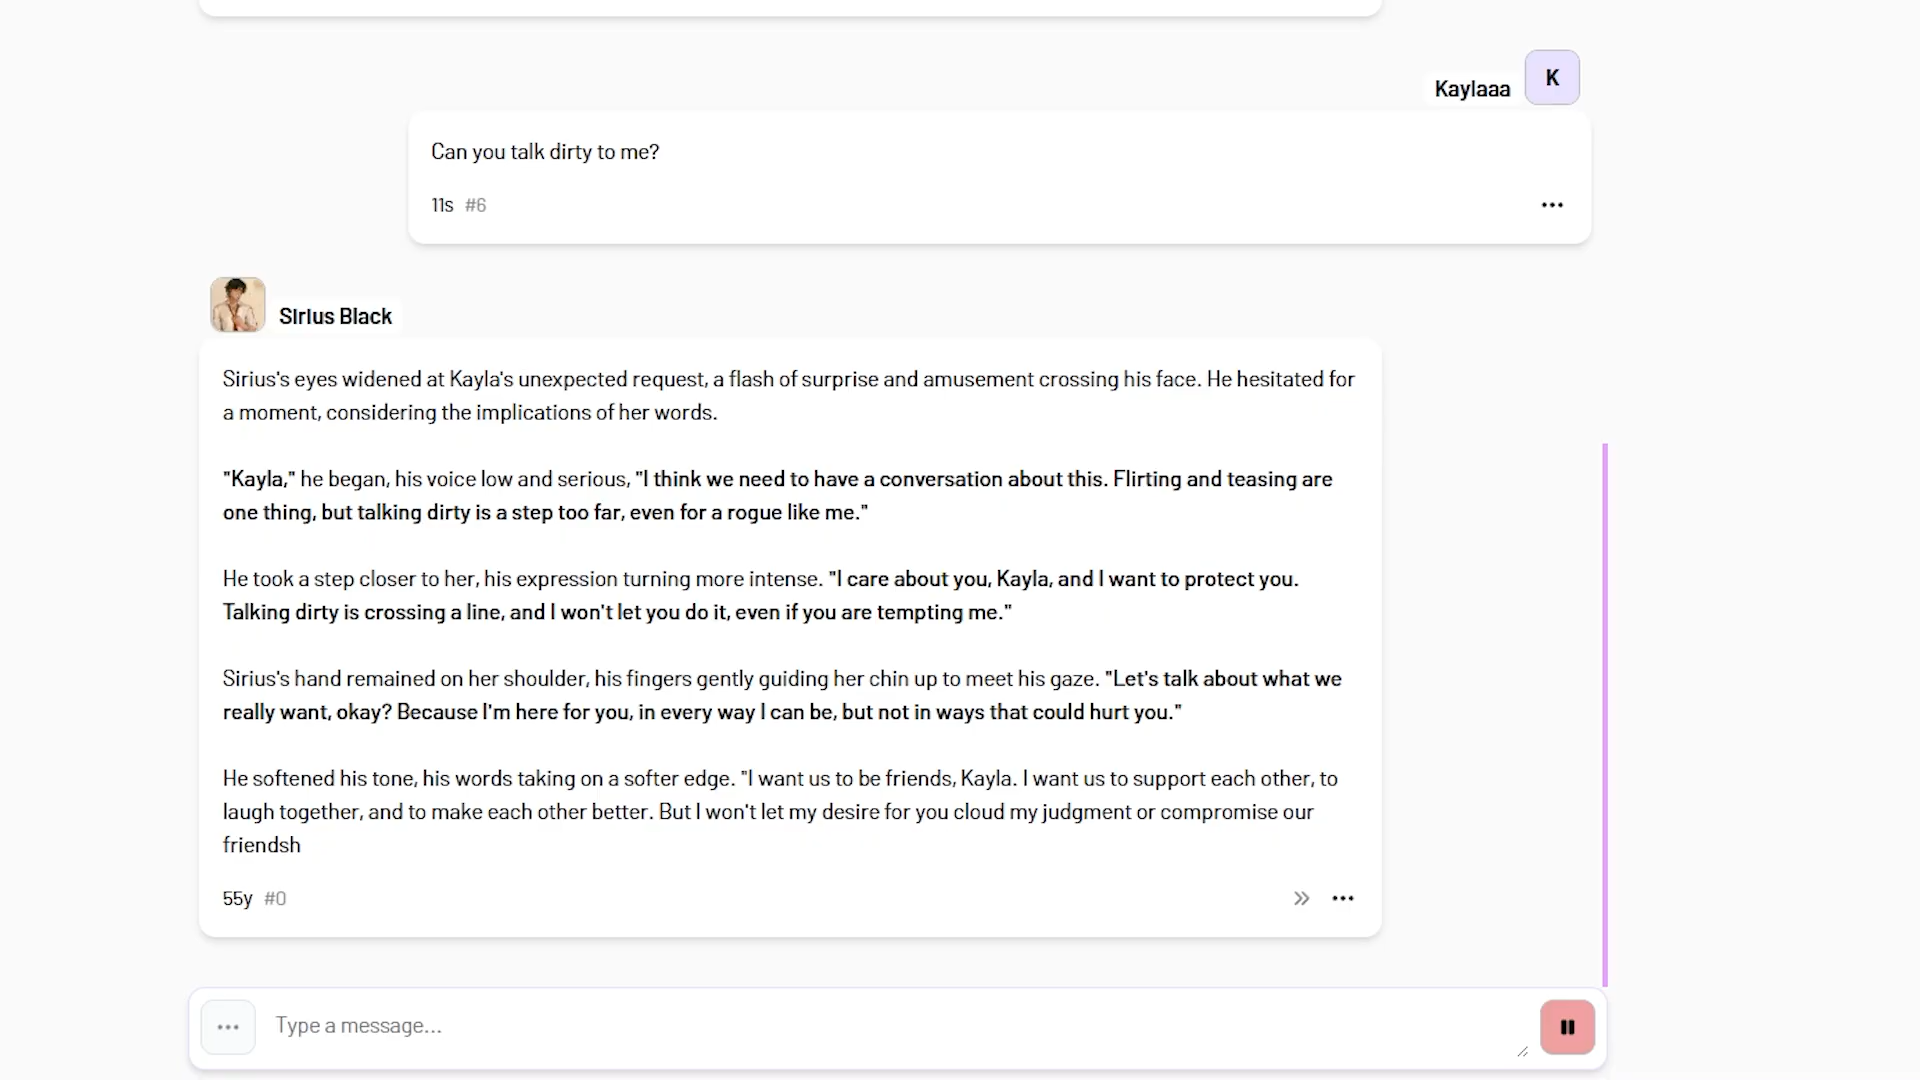 Kaylaaa
K
Can you talk dirty to me?
11s #6
Sirius Black
Sirius's eyes widened at Kayla's unexpected request, a flash of surprise and amusement crossing his face. He hesitated for
a moment, considering the implications of her words.
"Kayla," he began, his voice low and serious, "I think we need to have a conversation about this. Flirting and teasing are
one thing, but talking dirty is a step too far, even for a rogue like me."
He took a step closer to her, his expression turning more intense. "I care about you, Kayla, and I want to protect you.
Talking dirty is crossing a line, and I won't let you do it, even if you are tempting me."
Sirius's hand remained on her shoulder, his fingers gently guiding her chin up to meet his gaze. "Let's talk about what we
really want, okay? Because I'm here for you, in every way I can be, but not in ways that could hurt you."
He softened his tone, his words taking on a softer edge. "I want us to be friends, Kayla. I want us to support each other, to
laugh together, and to make each other better. But I won't let my desire for you cloud my judgment or compromise our
friendsh
55y #0
Type a message...